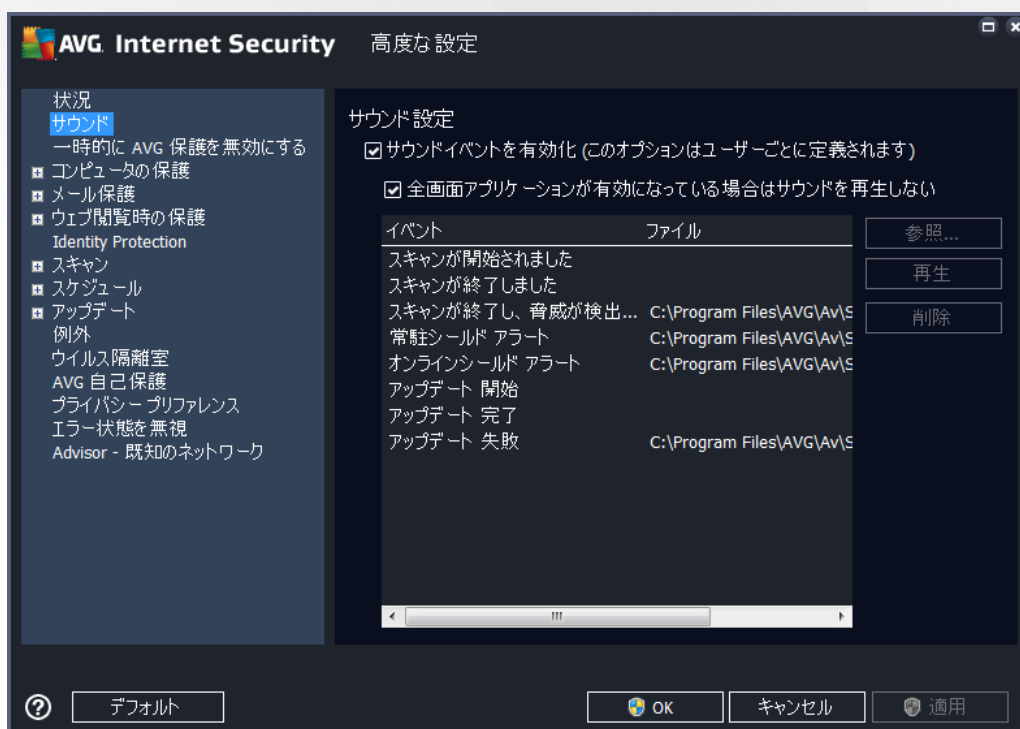 AVG. Internet Security 高度な設定
状況
サウンド
一時的に AVG 保護を無効にする
コンピュータの保護
メール保護
ウェブ閲覧時の保護
Identity Protection
スキャン
スケジュール
アップデート
例外
ウイルス隔離室
AVG 自己保護
プライバシー プリファレンス
エラー状態を無視
Advisor - 既知のネットワーク
サウンド設定
サウンドイベントを有効化 (このオプションはユーザーごとに定義されます)
全画面アプリケーションが有効になっている場合はサウンドを再生しない
イベント ファイル
スキャンが開始されました
スキャンが終了しました
スキャンが終了し、脅威が検出... C:\Program Files\AVG\Av\S
常駐シールド アラート C:\Program Files\AVG\Av\S
オンラインシールド アラート C:\Program Files\AVG\Av\S
アップデート 開始
アップデート 完了
アップデート 失敗 C:\Program Files\AVG\Av\S
参照...
再生
削除
? デフォルト OK キャンセル 適用